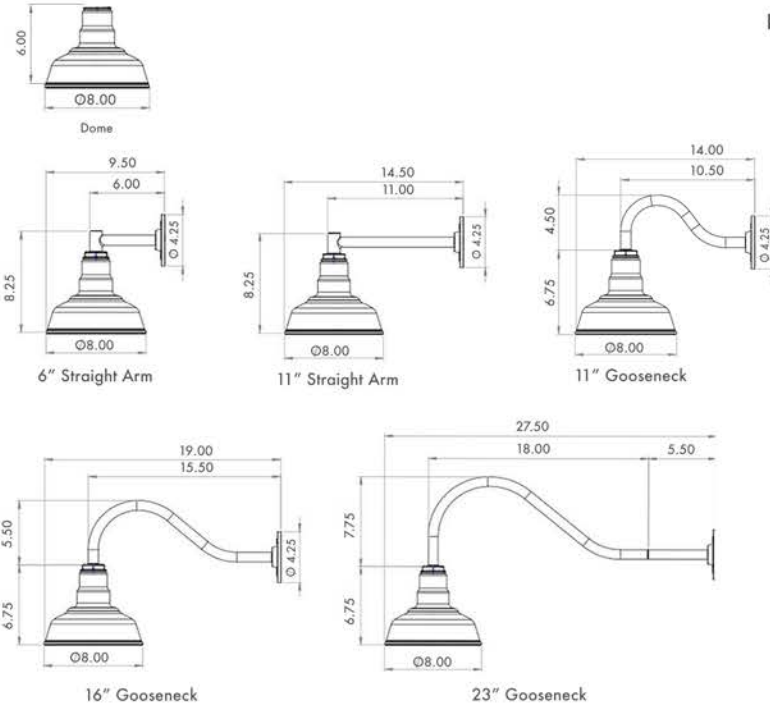 6.00
Ø8.00
Dome
9.50
6.00
Ø 4.25
8.25
Ø8.00
6” Straight Arm
14.50
11.00
Ø 4.25
8.25
Ø8.00
11” Straight Arm
14.00
10.50
4.50
Ø 4.25
6.75
Ø8.00
11” Gooseneck
19.00
15.50
5.50
Ø 4.25
6.75
Ø8.00
16” Gooseneck
27.50
18.00 5.50
7.75
6.75
Ø8.00
23” Gooseneck